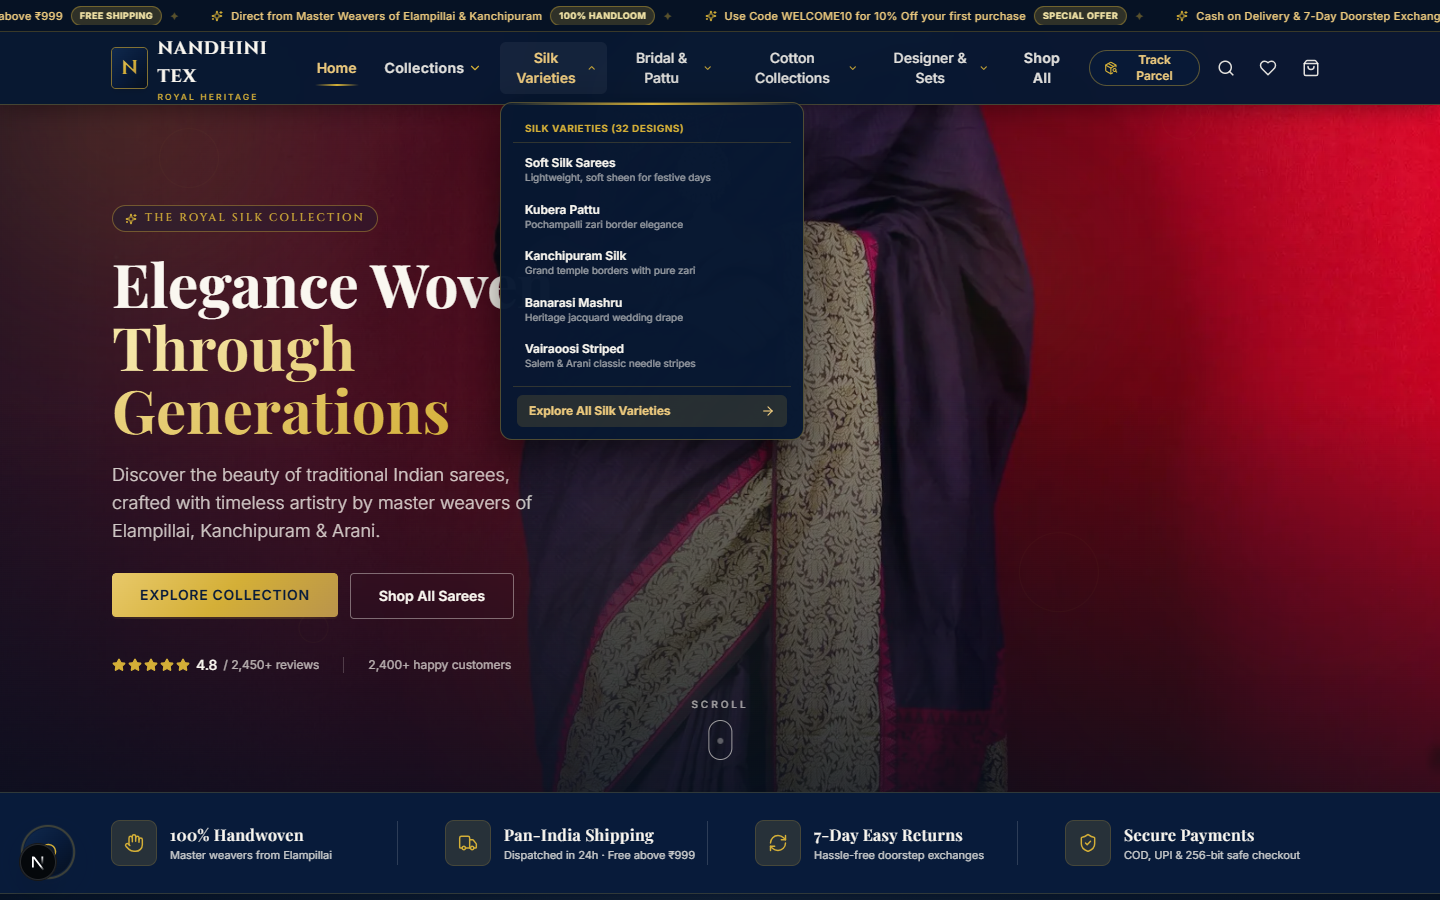 above ₹999 FREE SHIPPING Direct from Master Weavers of Elampillai & Kanchipuram 100% HANDLOOM Use Code WELCOME10 for 10% Off your first purchase SPECIAL OFFER Cash on Delivery & 7-Day Doorstep Exchang
N
NANDHINI
TEX
ROYAL HERITAGE
Home
Collections
Silk
Varieties
Bridal &
Pattu
Cotton
Collections
Designer &
Sets
Shop
All
Track
Parcel
SILK VARIETIES (32 DESIGNS)
Soft Silk Sarees
Lightweight, soft sheen for festive days
Kubera Pattu
Pochampalli zari border elegance
Kanchipuram Silk
Grand temple borders with pure zari
Banarasi Mashru
Heritage jacquard wedding drape
Vairaoosi Striped
Salem & Arani classic needle stripes
Explore All Silk Varieties
THE ROYAL SILK COLLECTION
Elegance Woven
Through
Generations
Discover the beauty of traditional Indian sarees,
crafted with timeless artistry by master weavers of
Elampillai, Kanchipuram & Arani.
EXPLORE COLLECTION
Shop All Sarees
4.8 / 2,450+ reviews
2,400+ happy customers
SCROLL
100% Handwoven
Master weavers from Elampillai
Pan-India Shipping
Dispatched in 24h · Free above ₹999
7-Day Easy Returns
Hassle-free doorstep exchanges
Secure Payments
COD, UPI & 256-bit safe checkout
N